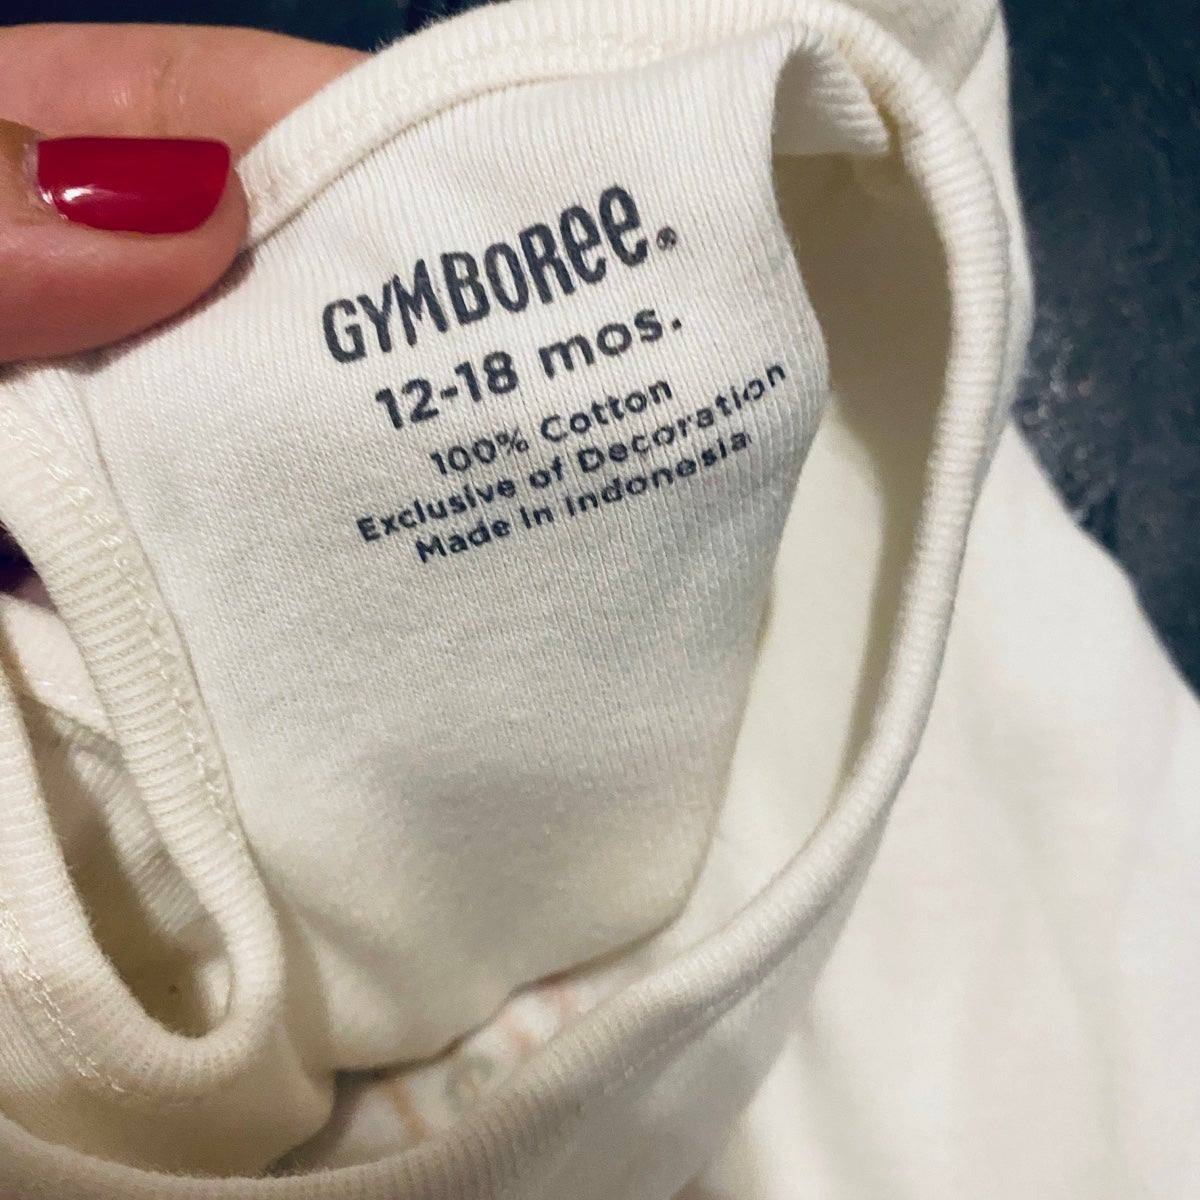 GYMBOREE®
12-18 mos.
100% Cotton
Exclusive of Decoration
Made in Indonesia